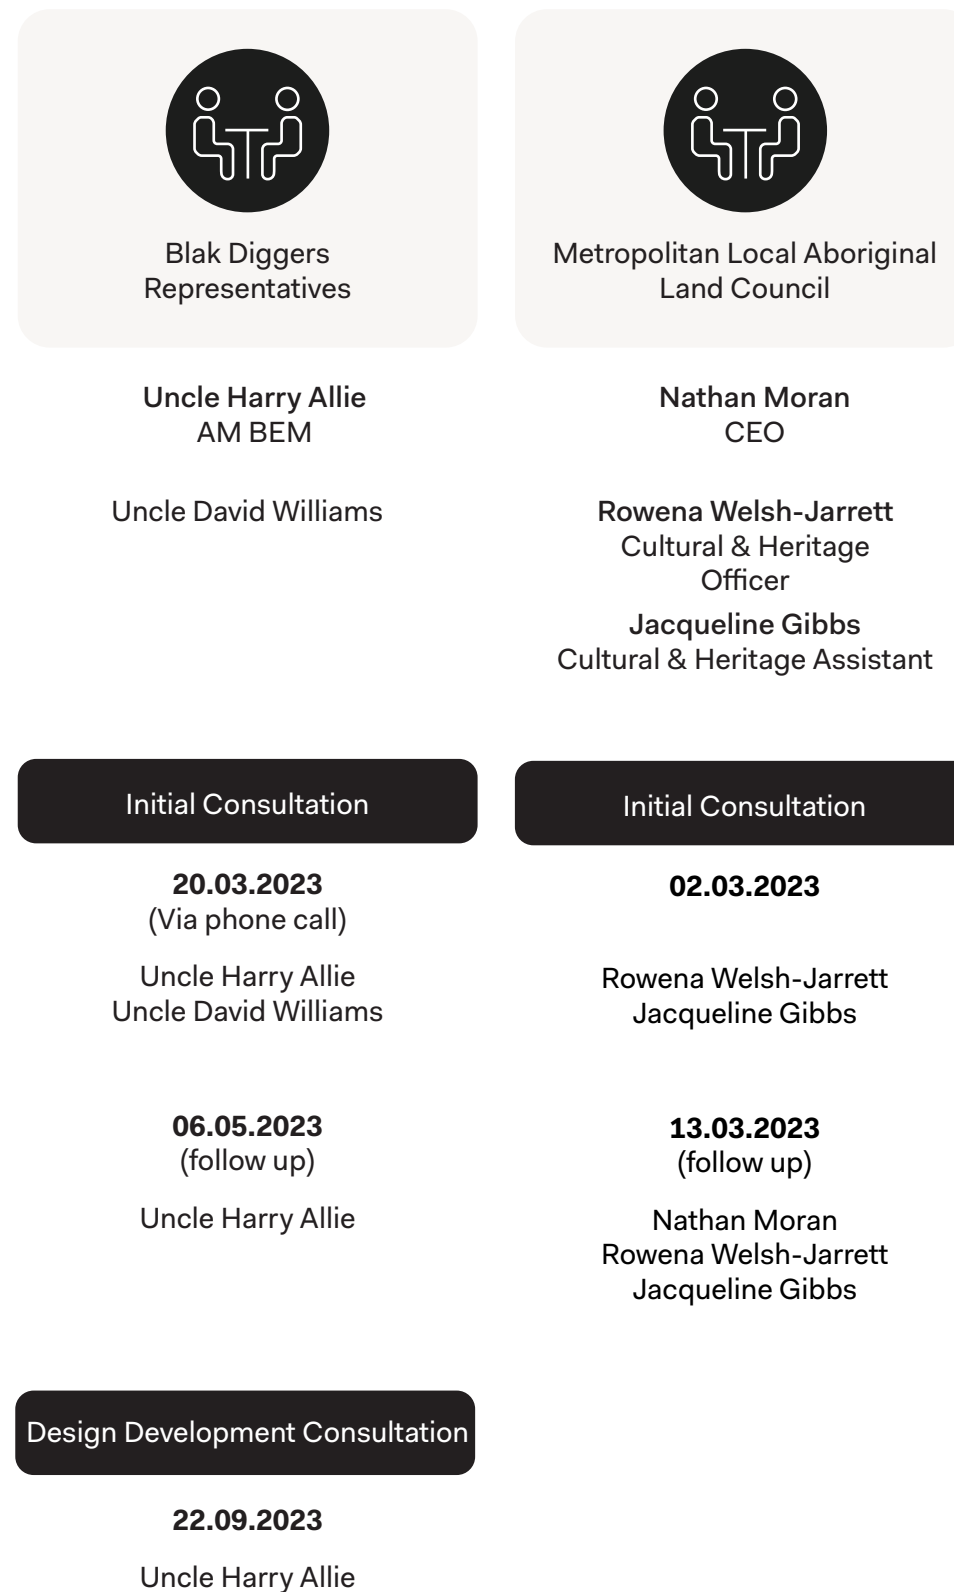 Blak Diggers
Representatives
Uncle Harry Allie
AM BEM
Uncle David Williams
Initial Consultation
20.03.2023
(Via phone call)
Uncle Harry Allie
Uncle David Williams
06.05.2023
(follow up)
Uncle Harry Allie
Design Development Consultation
22.09.2023
Uncle Harry Allie
Metropolitan Local Aboriginal
Land Council
Nathan Moran
CEO
Rowena Welsh-Jarrett
Cultural & Heritage
Officer
Jacqueline Gibbs
Cultural & Heritage Assistant
Initial Consultation
02.03.2023
Rowena Welsh-Jarrett
Jacqueline Gibbs
13.03.2023
(follow up)
Nathan Moran
Rowena Welsh-Jarrett
Jacqueline Gibbs